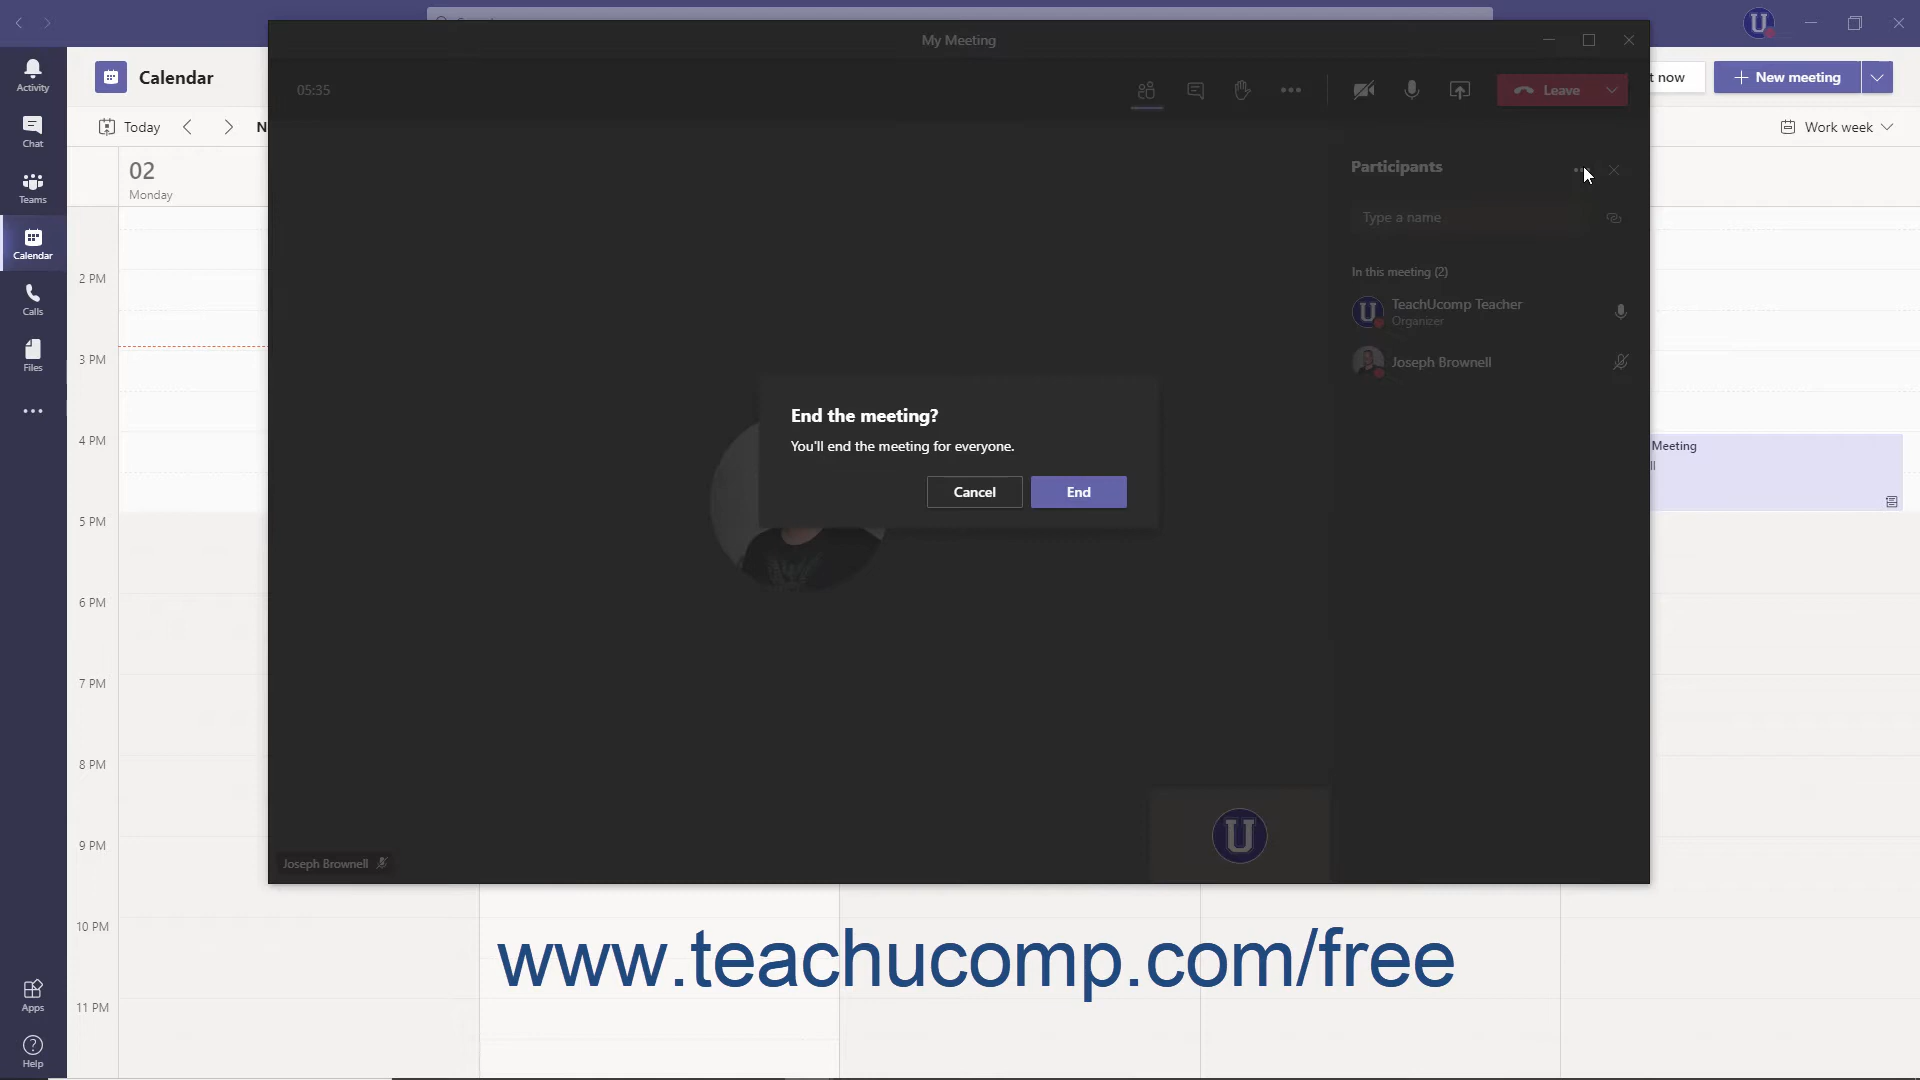 My Meeting
Activity
Calendar
t now
New meeting
05:35
Leave
Chat
Today
N
Work week
Teams
02
Monday
Participants
Type a name
Calendar
In this meeting (2)
2 PM
Calls
TeachUcomp Teacher
Organizer
3 PM
Files
Joseph Brownell
End the meeting?
You'll end the meeting for everyone.
Cancel
End
4 PM
Meeting
ll
5 PM
6 PM
7 PM
8 PM
U
9 PM
Joseph Brownell
10 PM
www.teachucomp.com/free
Apps
11 PM
Help